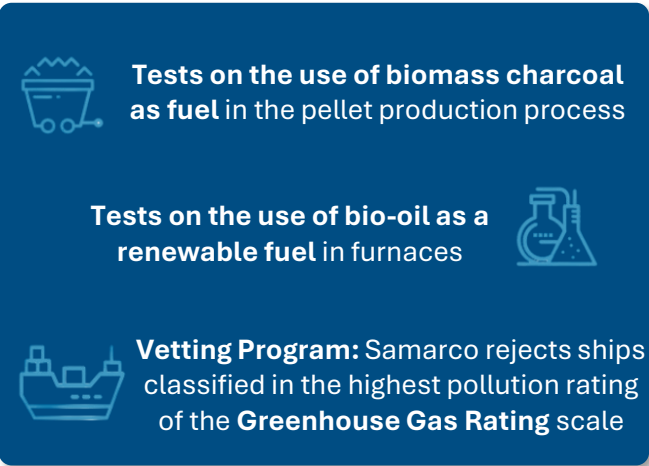 Tests on the use of biomass charcoal
as fuel in the pellet production process
Tests on the use of bio-oil as a
renewable fuel in furnaces
Vetting Program: Samarco rejects ships
classified in the highest pollution rating
of the Greenhouse Gas Rating scale